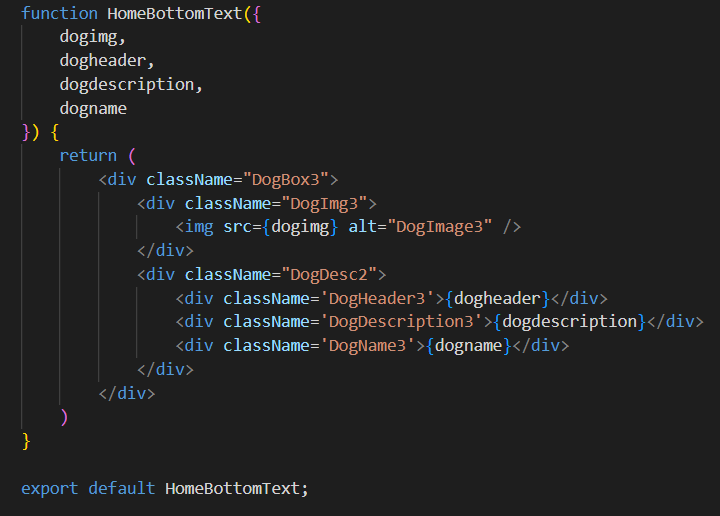 function HomeBottomText({
    dogimg,
    dogheader,
    dogdescription,
    dogname
}) {
    return (
        <div className="DogBox3">
            <div className="DogImg3">
                <img src={dogimg} alt="DogImage3" />
            </div>
            <div className="DogDesc2">
                <div className='DogHeader3'>{dogheader}</div>
                <div className='DogDescription3'>{dogdescription}</div>
                <div className='DogName3'>{dogname}</div>
            </div>
        </div>
    )
}

export default HomeBottomText;